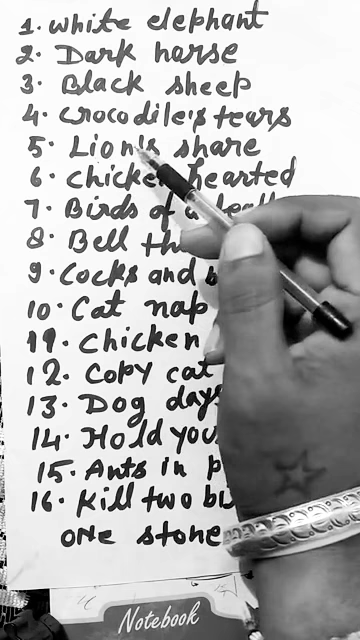 1. White elephant
2. Dark horse
3. Black sheep
4. Crocodile's tears
5. Lion's share
6. Chicken hearted
7. Birds of a
8. Bell
9. Cocks and
10. Cat nap
19. Chicken
12. Copy cat
13. Dog days
14. Hold
15. Ants in
16. Kill two
one stone
Notebook